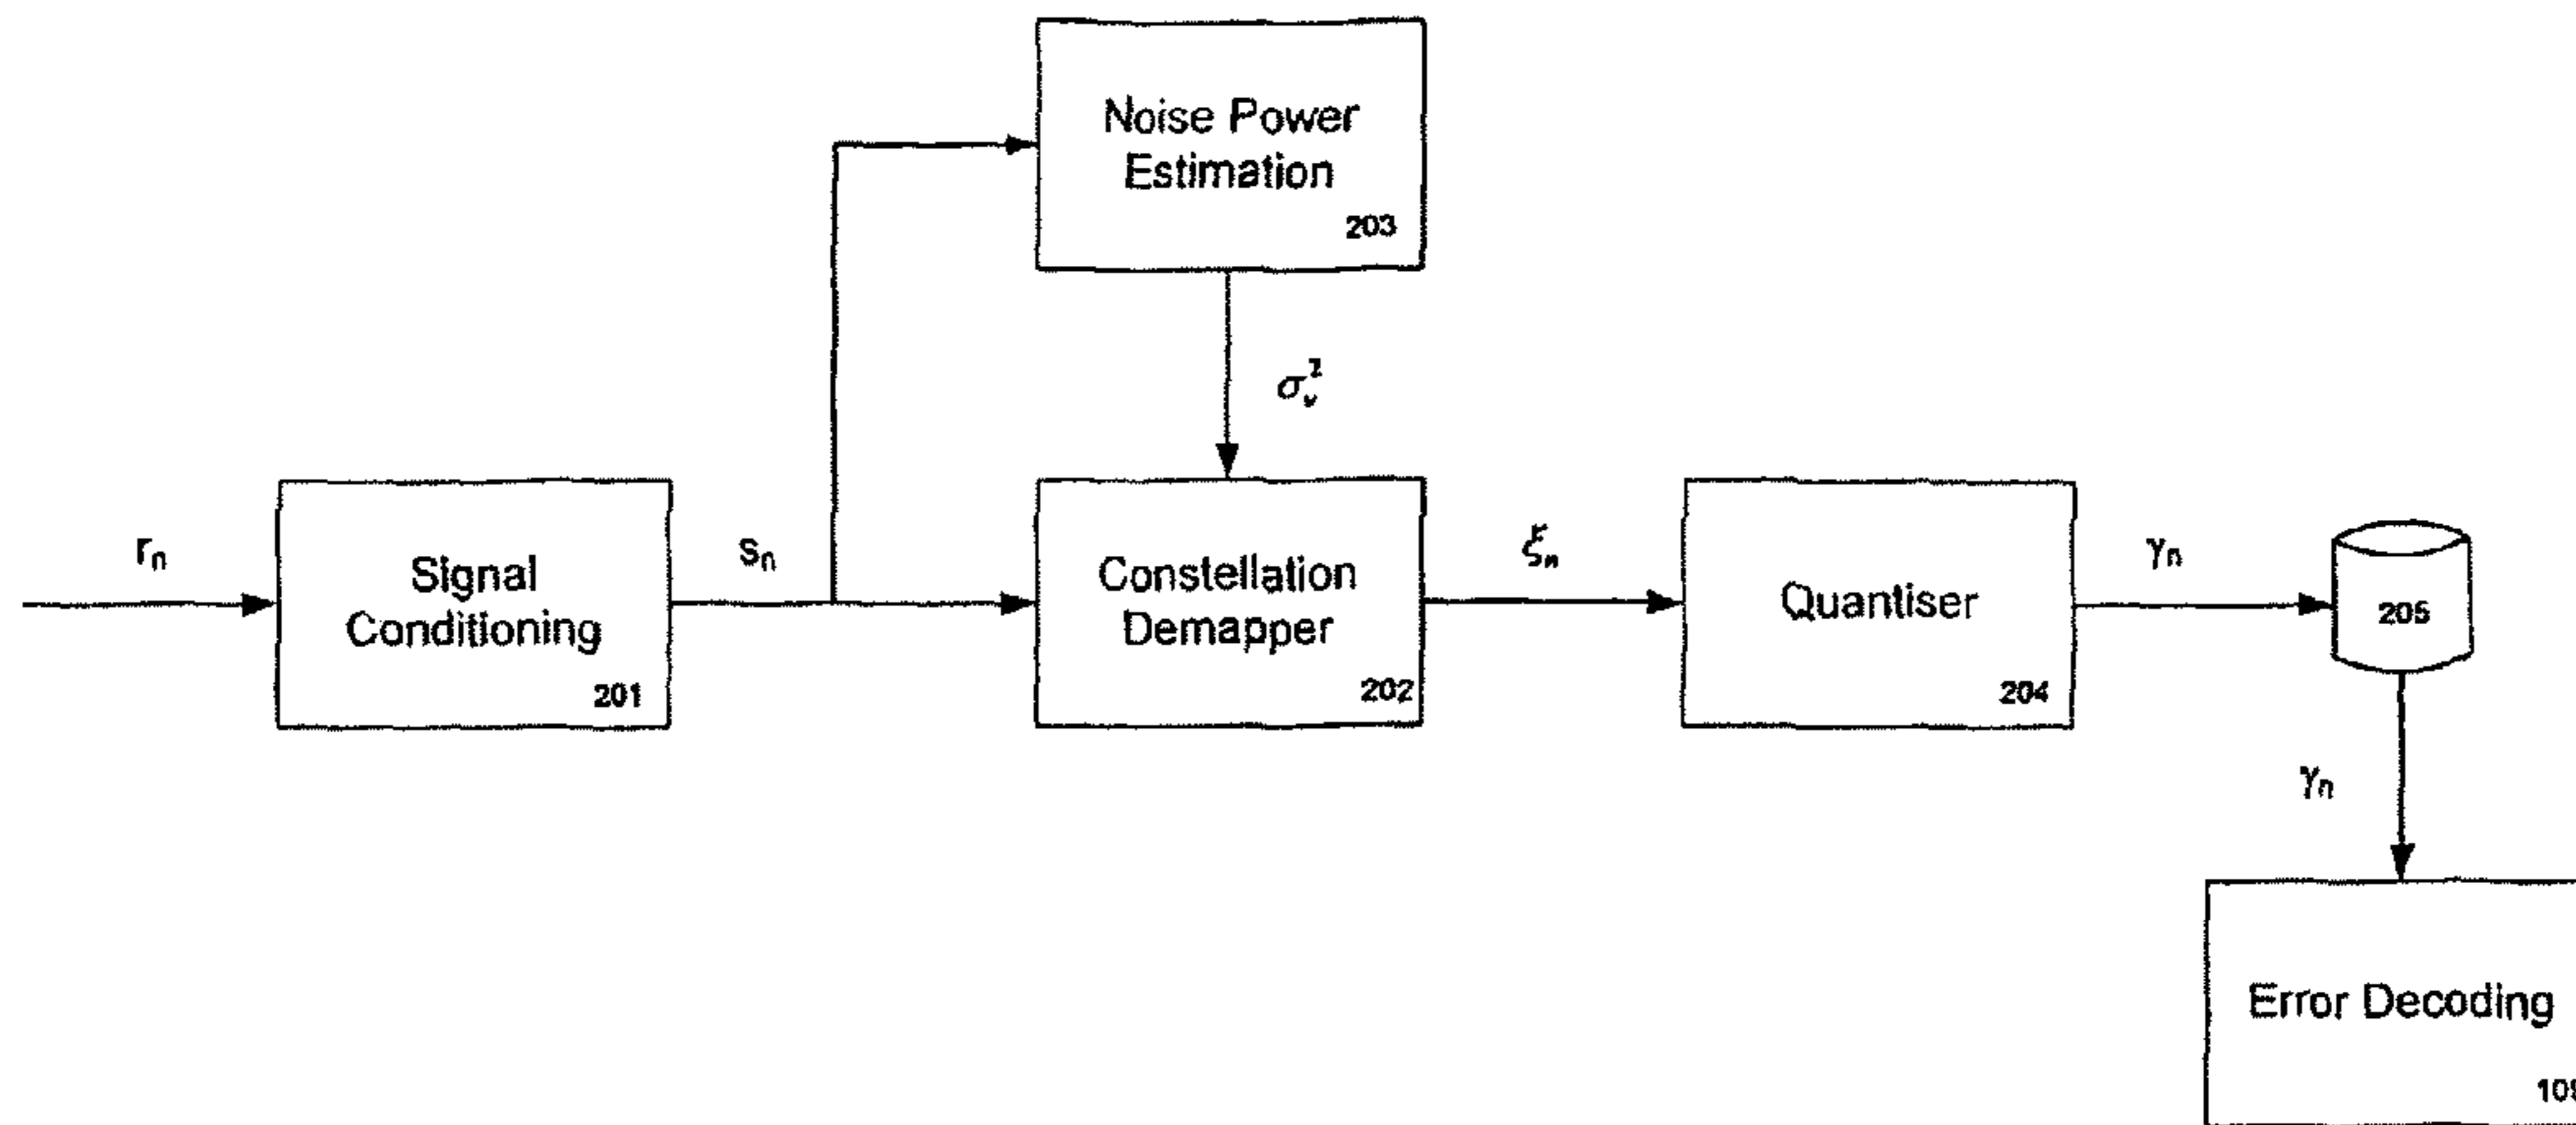 Noise Power
Estimation
203
σ_v^2
r_n
Signal
Conditioning
201
s_n
Constellation
Demapper
202
ξ_n
Quantiser
204
γ_n
205
γ_n
Error Decoding